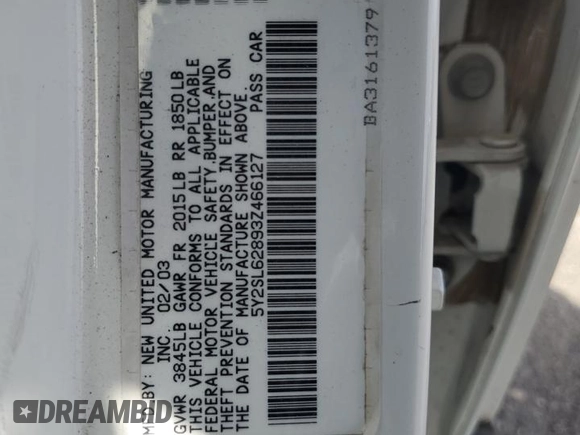 MFD.BY: NEW UNITED MOTOR MANUFACTURING
INC. 02/03
GVWR 3845LB GAWR FR 2015LB RR 1850LB
THIS VEHICLE CONFORMS TO ALL APPLICABLE
FEDERAL MOTOR VEHICLE SAFETY,BUMPER,AND
THEFT PREVENTION STANDARDS IN EFFECT ON
THE DATE OF MANUFACTURE SHOWN ABOVE.
5Y2SL62893Z466127 PASS CAR
BA3161379
DREAMBID